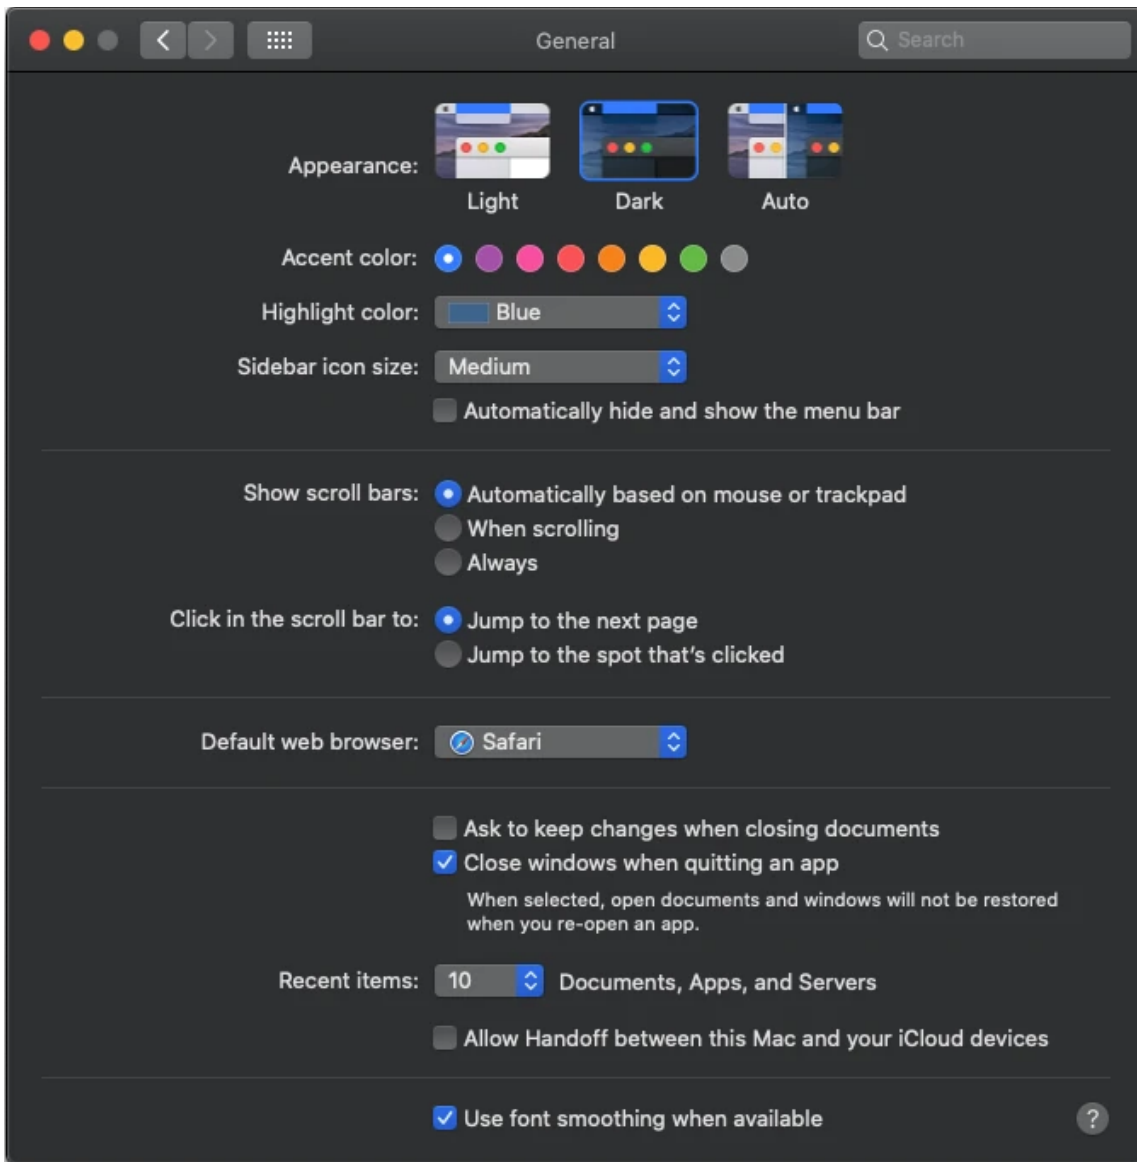 General
Search
Appearance:
Light
Dark
Auto
Accent color:
Highlight color: Blue
Sidebar icon size: Medium
Automatically hide and show the menu bar
Show scroll bars: Automatically based on mouse or trackpad
When scrolling
Always
Click in the scroll bar to: Jump to the next page
Jump to the spot that's clicked
Default web browser: Safari
Ask to keep changes when closing documents
Close windows when quitting an app
When selected, open documents and windows will not be restored
when you re-open an app.
Recent items: 10 Documents, Apps, and Servers
Allow Handoff between this Mac and your iCloud devices
Use font smoothing when available
?